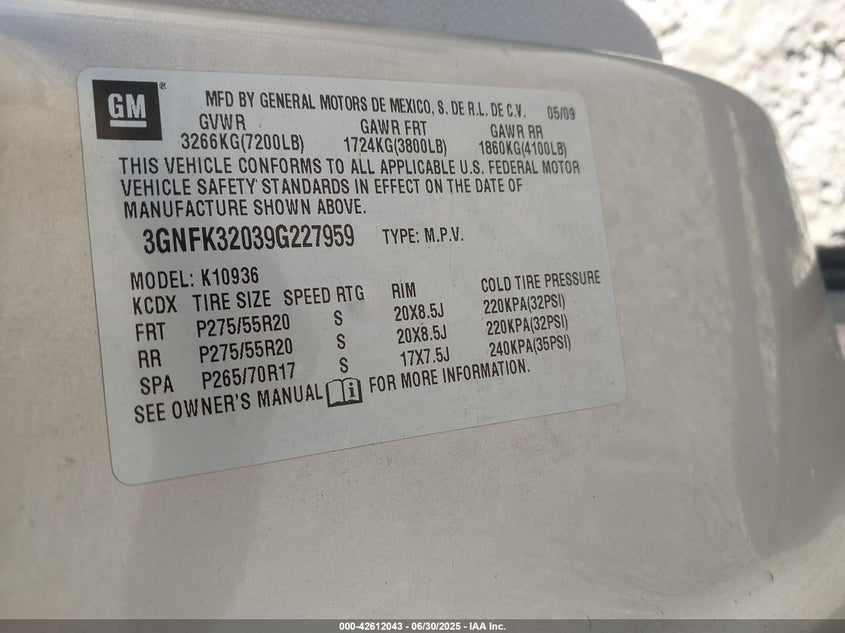 GM®
MFD BY GENERAL MOTORS DE MEXICO, S. DE R.L. DE C.V. 05/09
GVWR GAWR FRT GAWR RR
3266KG(7200LB) 1724KG(3800LB) 1860KG(4100LB)
THIS VEHICLE CONFORMS TO ALL APPLICABLE U.S. FEDERAL MOTOR
VEHICLE SAFETY STANDARDS IN EFFECT ON THE DATE OF
MANUFACTURE SHOWN ABOVE.
3GNFK32039G227959 TYPE: M.P.V.
MODEL: K10936
KCDX TIRE SIZE SPEED RTG RIM COLD TIRE PRESSURE
FRT P275/55R20 S 20X8.5J 220KPA(32PSI)
RR P275/55R20 S 20X8.5J 220KPA(32PSI)
SPA P265/70R17 S 17X7.5J 240KPA(35PSI)
SEE OWNER'S MANUAL i FOR MORE INFORMATION.
000-42612043 - 06/30/2025 - IAA Inc.